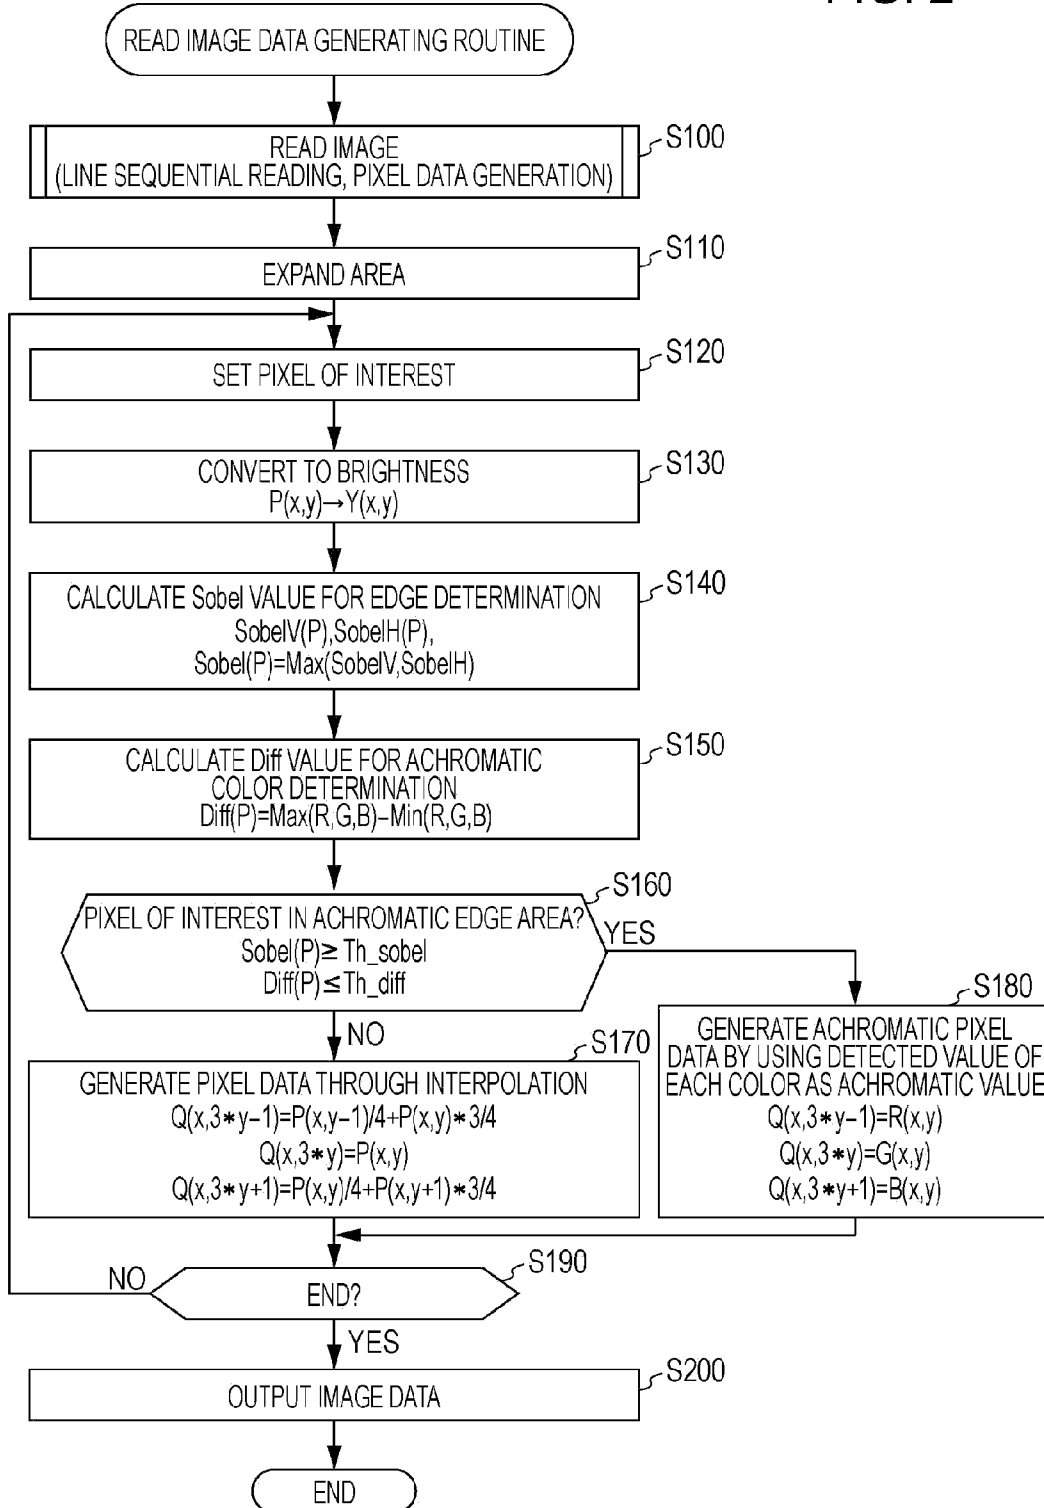 READ IMAGE DATA GENERATING ROUTINE
READ IMAGE
(LINE SEQUENTIAL READING, PIXEL DATA GENERATION)
S100
EXPAND AREA
S110
SET PIXEL OF INTEREST
S120
CONVERT TO BRIGHTNESS
P(x,y)→Y(x,y)
S130
CALCULATE Sobel VALUE FOR EDGE DETERMINATION
SobelV(P),SobelH(P),
Sobel(P)=Max(SobelV,SobelH)
S140
CALCULATE Diff VALUE FOR ACHROMATIC
COLOR DETERMINATION
Diff(P)=Max(R,G,B)–Min(R,G,B)
S150
PIXEL OF INTEREST IN ACHROMATIC EDGE AREA?
Sobel(P)≥ Th_sobel
Diff(P)≤Th_diff
S160
YES
NO
GENERATE PIXEL DATA THROUGH INTERPOLATION
Q(x,3*y–1)=P(x,y–1)/4+P(x,y)*3/4
Q(x,3*y)=P(x,y)
Q(x,3*y+1)=P(x,y)/4+P(x,y+1)*3/4
S170
GENERATE ACHROMATIC PIXEL
DATA BY USING DETECTED VALUE OF
EACH COLOR AS ACHROMATIC VALUE
Q(x,3*y–1)=R(x,y)
Q(x,3*y)=G(x,y)
Q(x,3*y+1)=B(x,y)
S180
END?
S190
NO
YES
OUTPUT IMAGE DATA
S200
END